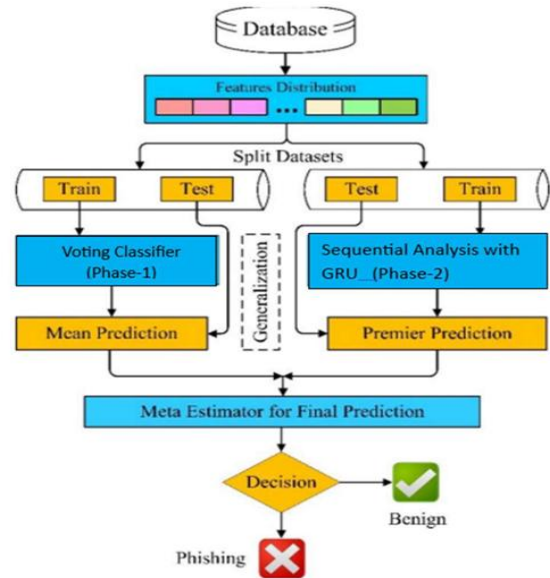 Database
Features Distribution
...
Split Datasets
Train Test
Test Train
Voting Classifier
(Phase-1)
Generalization
Sequential Analysis with
GRU_(Phase-2)
Mean Prediction
Premier Prediction
Meta Estimator for Final Prediction
Decision
Benign
Phishing